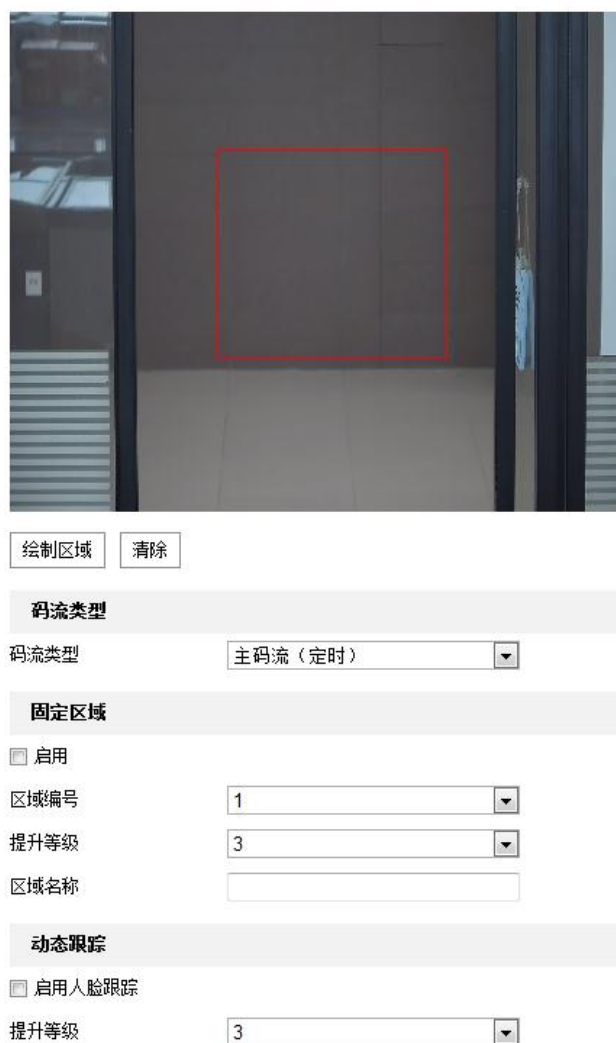 绘制区域 清除
码流类型
码流类型 主码流（定时）
固定区域
启用
区域编号 1
提升等级 3
区域名称
动态跟踪
启用人脸跟踪
提升等级 3